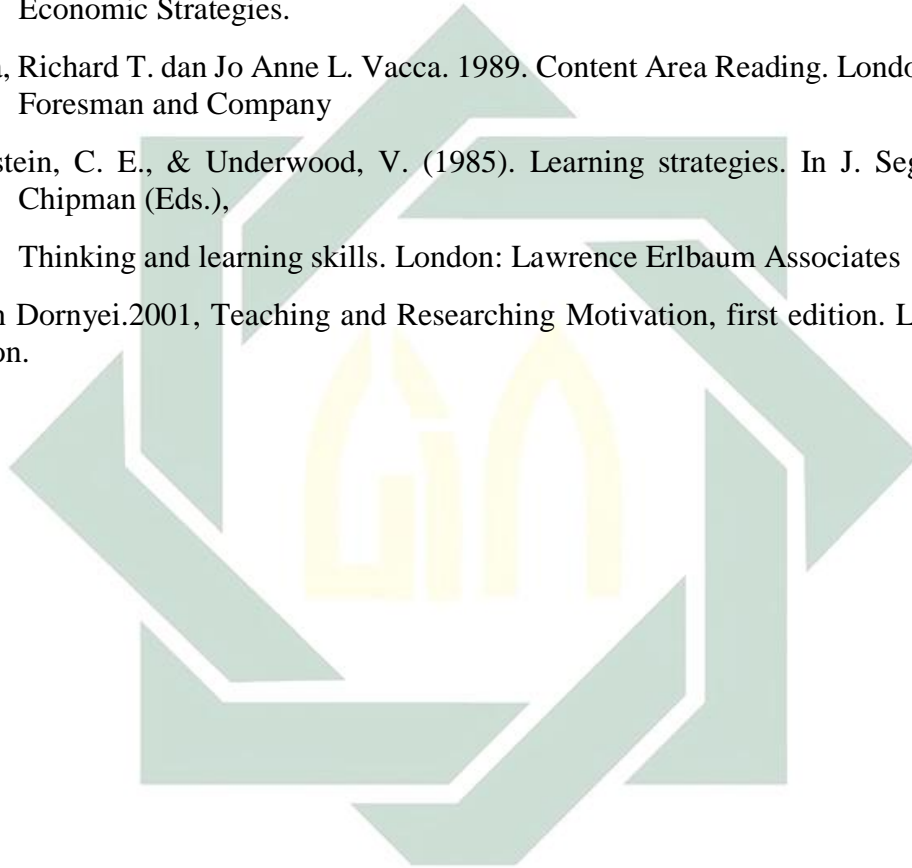 Economic Strategies.
, Richard T. dan Jo Anne L. Vacca. 1989. Content Area Reading. Londo
Foresman and Company
stein, C. E., & Underwood, V. (1985). Learning strategies. In J. Seg
Chipman (Eds.),
Thinking and learning skills. London: Lawrence Erlbaum Associates
n Dornyei.2001, Teaching and Researching Motivation, first edition. L
on.